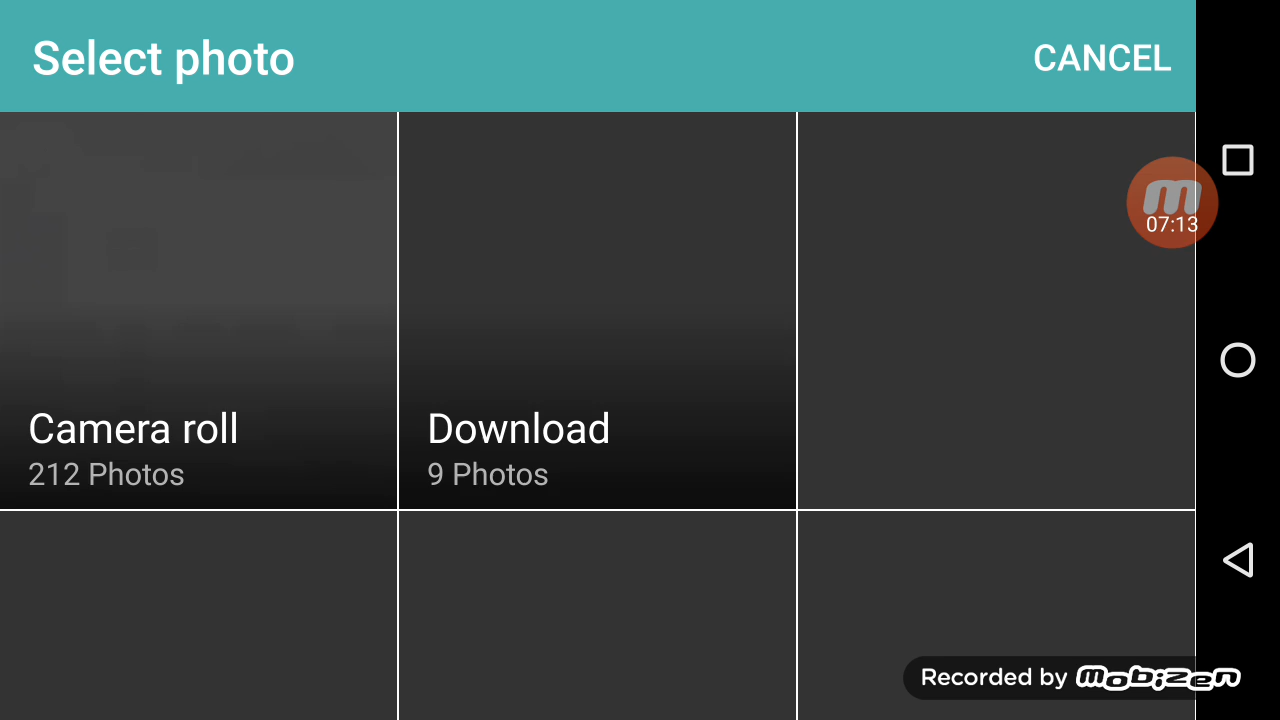 Select photo
CANCEL
07:13
Camera roll
212 Photos
Download
9 Photos
Recorded by mobizen